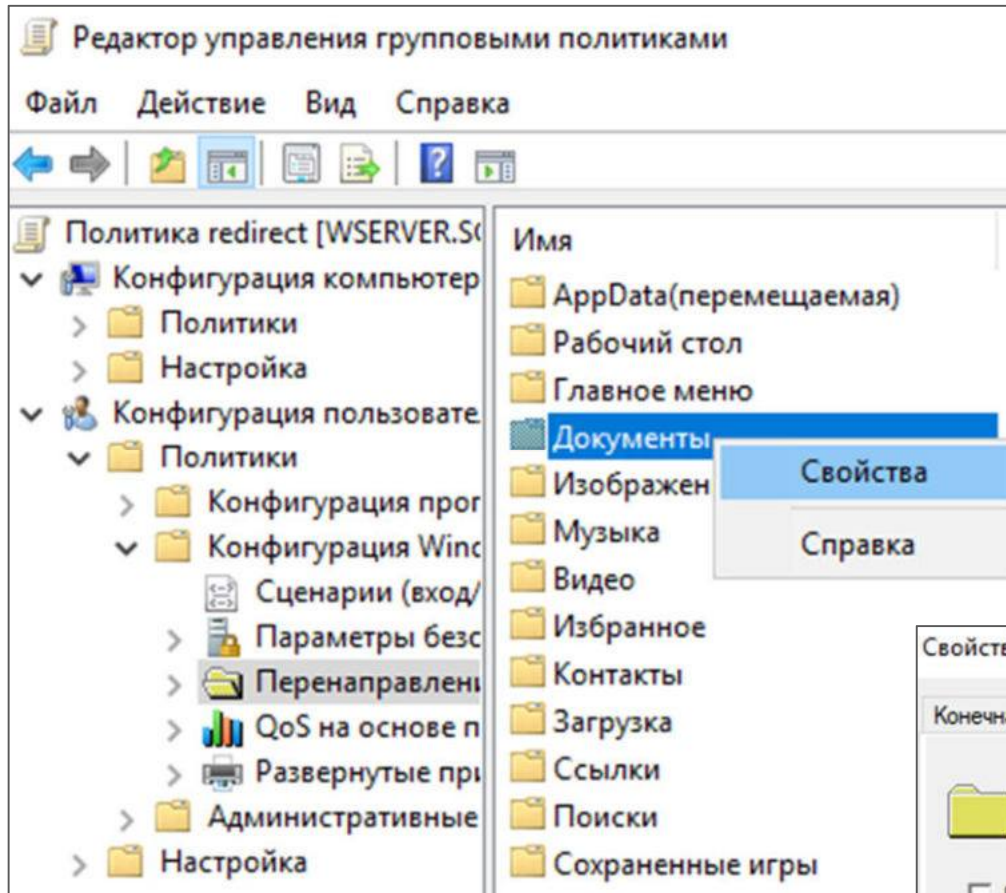 Редактор управления групповыми политиками
Файл Действие Вид Справка
Политика redirect [WSERVER.SC
Конфигурация компьютер
Политики
Настройка
Конфигурация пользовате
Политики
Конфигурация прог
Конфигурация Winc
Сценарии (вход/
Параметры безс
Перенаправлени
QoS на основе п
Развернутые при
Административные
Настройка
Имя
AppData(перемещаемая)
Рабочий стол
Главное меню
Документы
Изображен
Музыка
Видео
Избранное
Контакты
Загрузка
Ссылки
Поиски
Сохраненные игры
Свойства
Справка
Свойств
Конечна